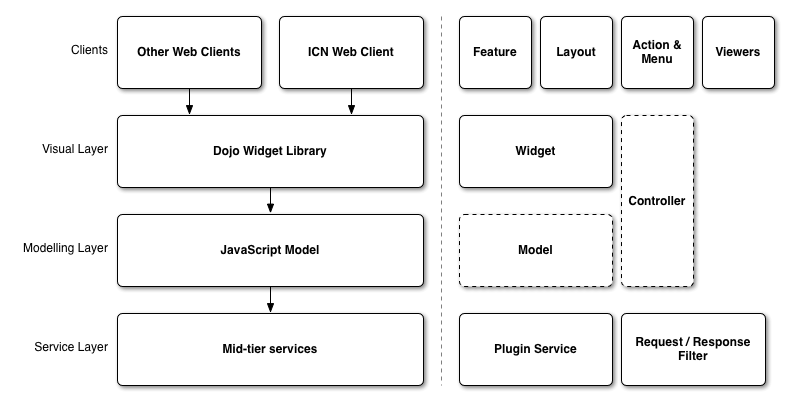 Clients
Other Web Clients
ICN Web Client
Feature
Layout
Action &
Menu
Viewers
Visual Layer
Dojo Widget Library
Widget
Controller
Modelling Layer
JavaScript Model
Model
Service Layer
Mid-tier services
Plugin Service
Request / Response
Filter